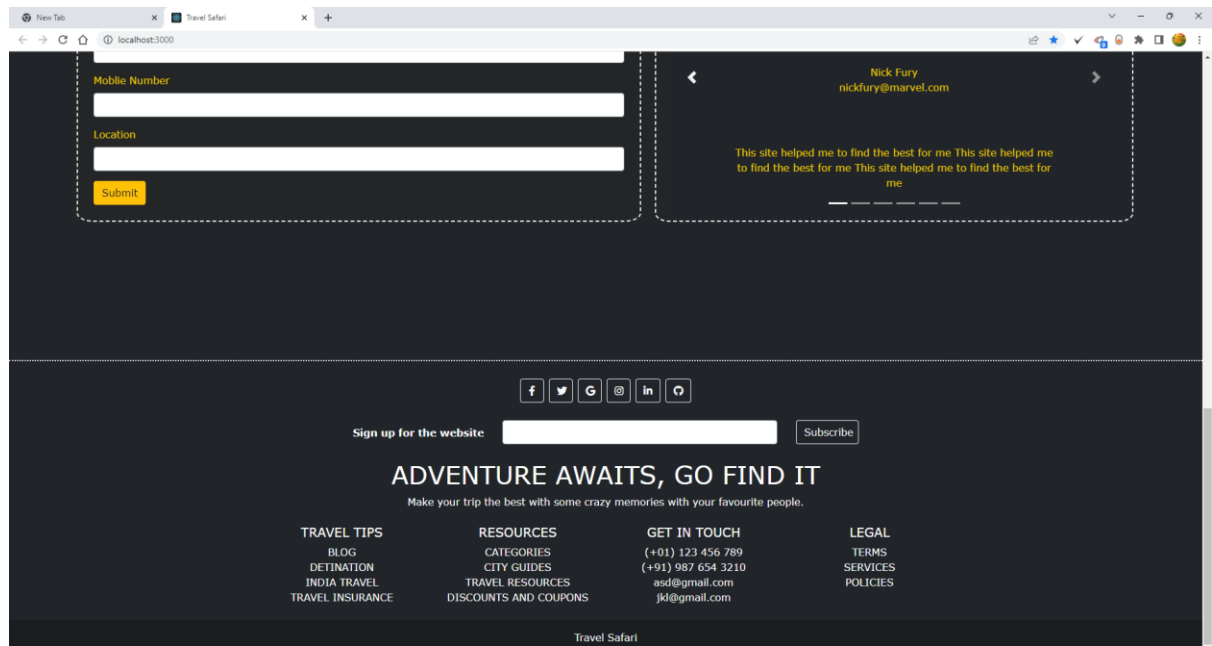 New Tab
Travel Safari
localhost:3000
Moblie Number
Location
Submit
Nick Fury
nickfury@marvel.com
This site helped me to find the best for me This site helped me
to find the best for me This site helped me to find the best for
me
Sign up for the website
Subscribe
ADVENTURE AWAITS, GO FIND IT
Make your trip the best with some crazy memories with your favourite people.
TRAVEL TIPS
BLOG
DETINATION
INDIA TRAVEL
TRAVEL INSURANCE
RESOURCES
CATEGORIES
CITY GUIDES
TRAVEL RESOURCES
DISCOUNTS AND COUPONS
GET IN TOUCH
(+01) 123 456 789
(+91) 987 654 3210
asd@gmail.com
jkl@gmail.com
LEGAL
TERMS
SERVICES
POLICIES
Travel Safari